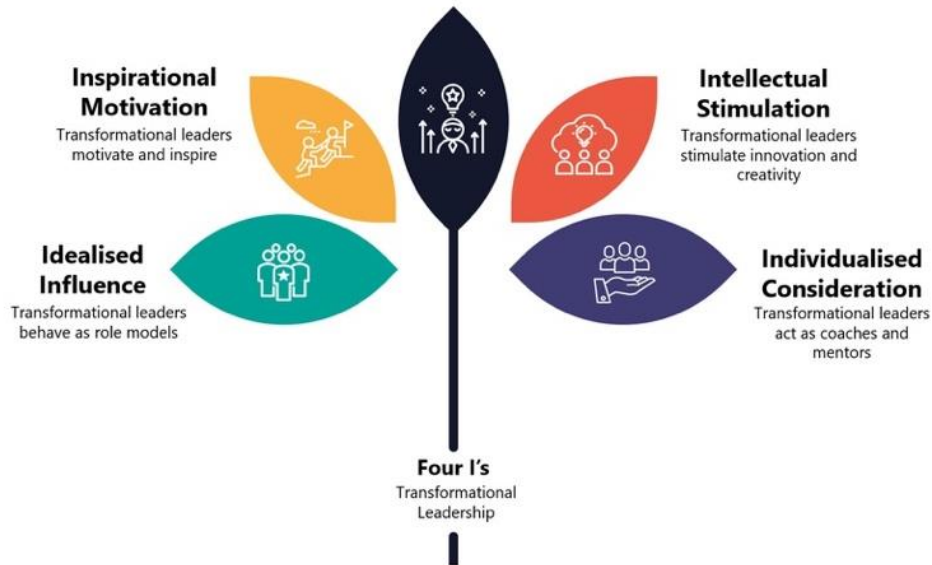 Inspirational
Motivation
Transformational leaders
motivate and inspire
Intellectual
Stimulation
Transformational leaders
stimulate innovation and
creativity
Idealised
Influence
Transformational leaders
behave as role models
Individualised
Consideration
Transformational leaders
act as coaches and
mentors
Four I's
Transformational
Leadership